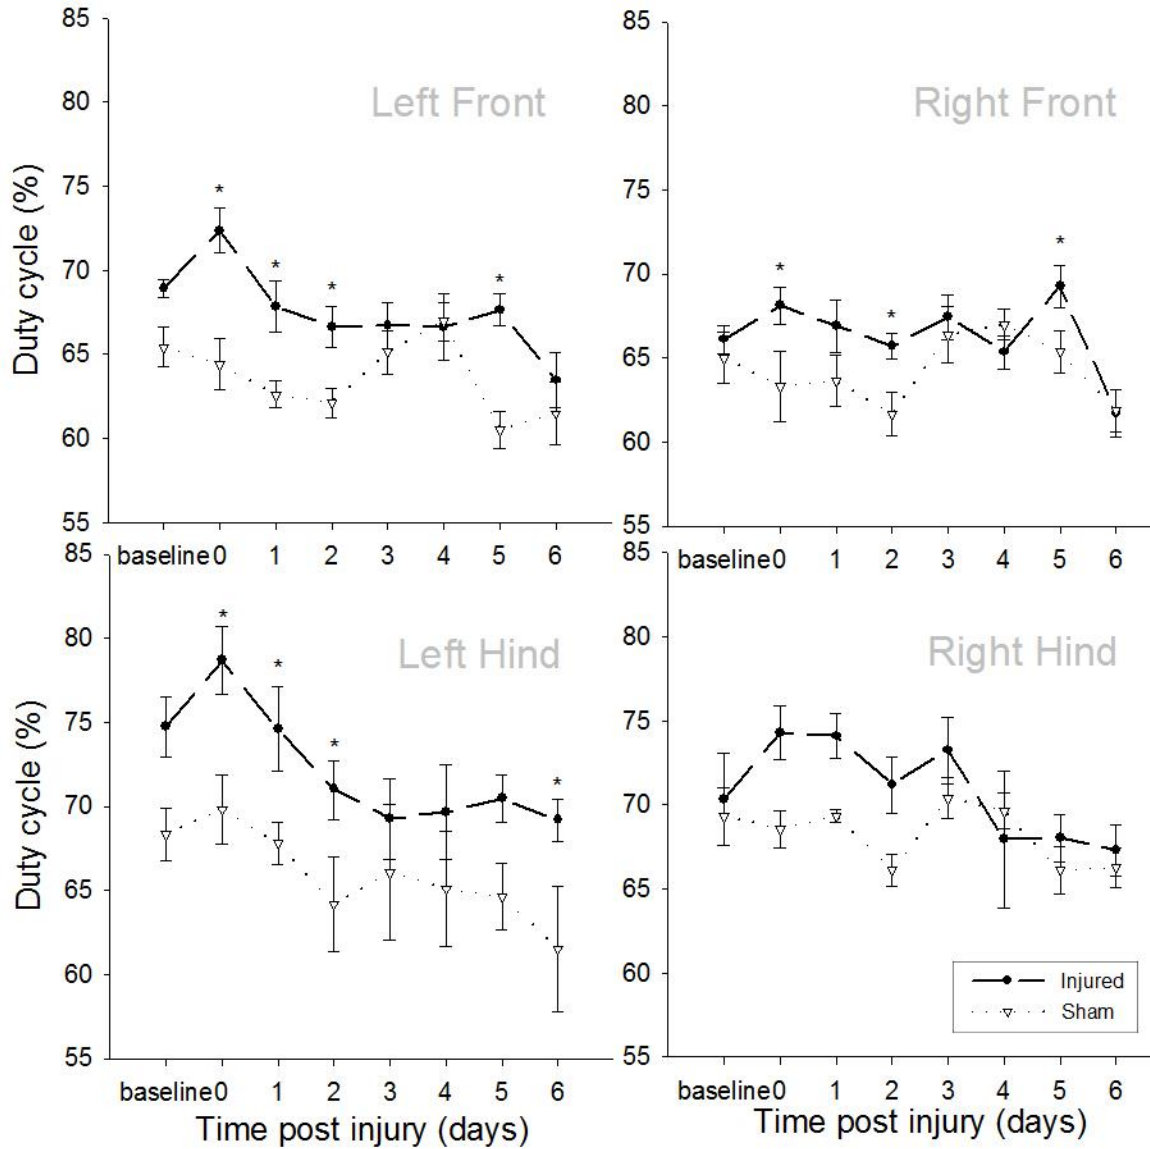 85
80
75
70
65
60
55
Duty cycle (%)
Left Front
*
*
*
*
baseline 0 1 2 3 4 5 6
85
80
75
70
65
60
55
Right Front
*
*
*
baseline 0 1 2 3 4 5 6
85
80
75
70
65
60
55
Duty cycle (%)
Left Hind
*
*
*
*
baseline 0 1 2 3 4 5 6
Time post injury (days)
85
80
75
70
65
60
55
Right Hind
Injured
Sham
baseline 0 1 2 3 4 5 6
Time post injury (days)